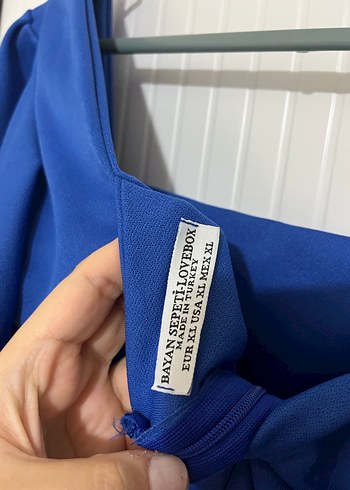 BAYAN SEPETİ-LOVEBOX
MADE IN TURKEY
EUR XL USA XL MEX XL